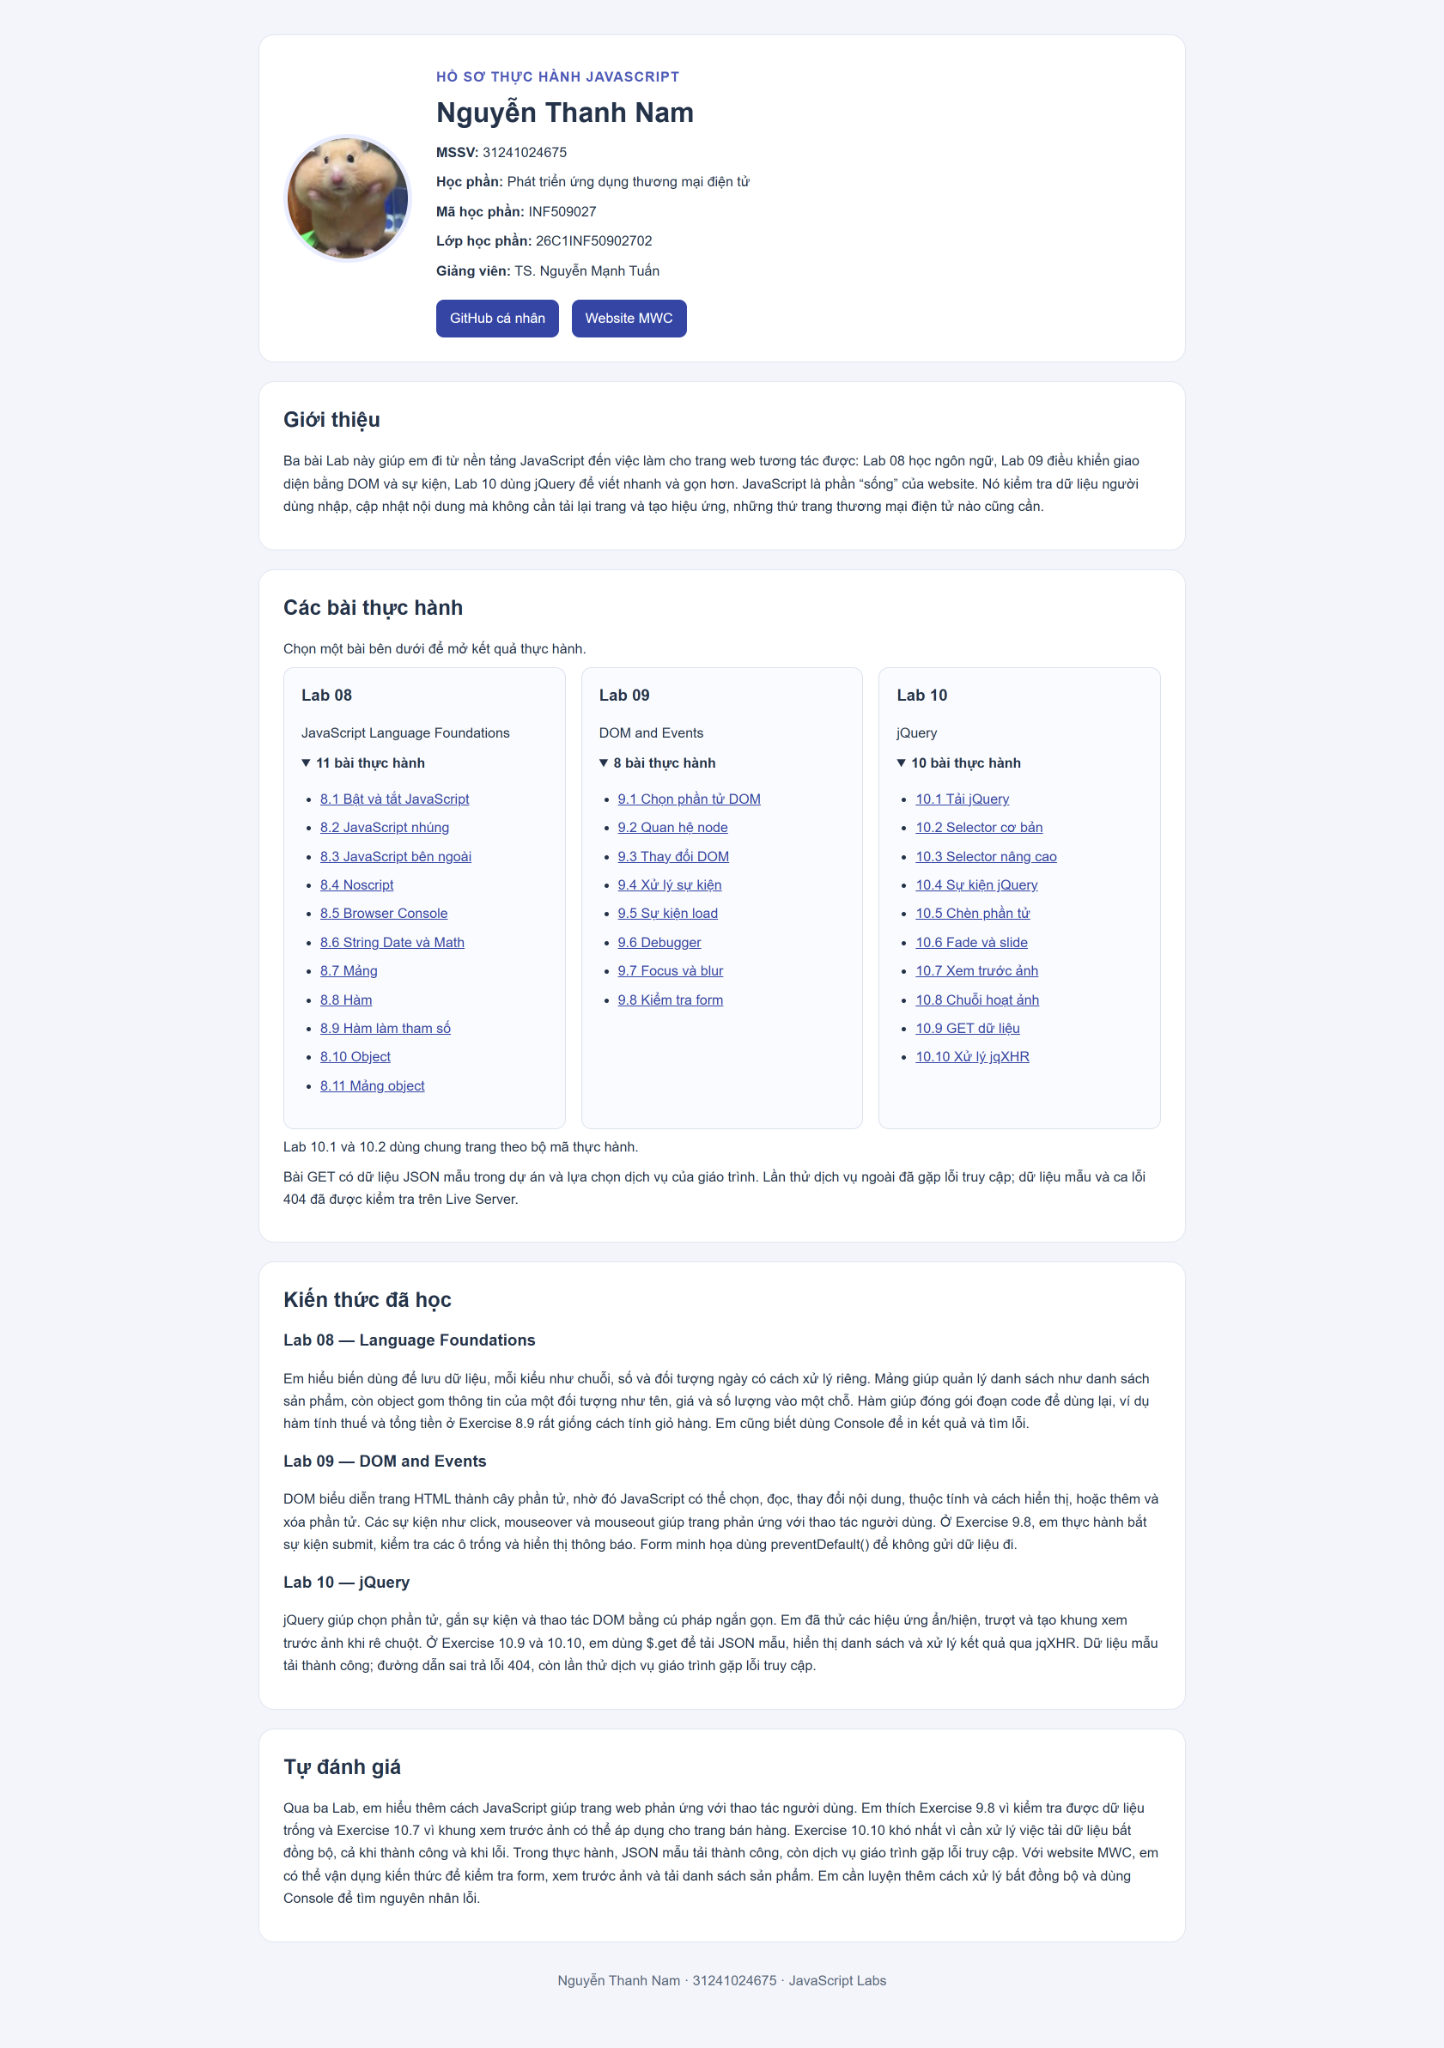 HỒ SƠ THỰC HÀNH JAVASCRIPT
Nguyễn Thanh Nam
MSSV: 31241024675
Học phần: Phát triển ứng dụng thương mại điện tử
Mã học phần: INF509027
Lớp học phần: 26C1INF50902702
Giảng viên: TS. Nguyễn Mạnh Tuấn
GitHub cá nhân
Website MWC
Giới thiệu
Ba bài Lab này giúp em đi từ nền tảng JavaScript đến việc làm cho trang web tương tác được: Lab 08 học ngôn ngữ, Lab 09 điều khiển giao
diện bằng DOM và sự kiện, Lab 10 dùng jQuery để viết nhanh và gọn hơn. JavaScript là phần “sống” của website. Nó kiểm tra dữ liệu người
dùng nhập, cập nhật nội dung mà không cần tải lại trang và tạo hiệu ứng, những thứ trang thương mại điện tử nào cũng cần.
Các bài thực hành
Chọn một bài bên dưới để mở kết quả thực hành.
Lab 08
JavaScript Language Foundations
▼ 11 bài thực hành
• 8.1 Bật và tắt JavaScript
• 8.2 JavaScript nhúng
• 8.3 JavaScript bên ngoài
• 8.4 Noscript
• 8.5 Browser Console
• 8.6 String Date và Math
• 8.7 Mảng
• 8.8 Hàm
• 8.9 Hàm làm tham số
• 8.10 Object
• 8.11 Mảng object
Lab 09
DOM and Events
▼ 8 bài thực hành
• 9.1 Chọn phần tử DOM
• 9.2 Quan hệ node
• 9.3 Thay đổi DOM
• 9.4 Xử lý sự kiện
• 9.5 Sự kiện load
• 9.6 Debugger
• 9.7 Focus và blur
• 9.8 Kiểm tra form
Lab 10
jQuery
▼ 10 bài thực hành
• 10.1 Tải jQuery
• 10.2 Selector cơ bản
• 10.3 Selector nâng cao
• 10.4 Sự kiện jQuery
• 10.5 Chèn phần tử
• 10.6 Fade và slide
• 10.7 Xem trước ảnh
• 10.8 Chuỗi hoạt ảnh
• 10.9 GET dữ liệu
• 10.10 Xử lý jqXHR
Lab 10.1 và 10.2 dùng chung trang theo bộ mã thực hành.
Bài GET có dữ liệu JSON mẫu trong dự án và lựa chọn dịch vụ của giáo trình. Lần thử dịch vụ ngoài đã gặp lỗi truy cập; dữ liệu mẫu và ca lỗi
404 đã được kiểm tra trên Live Server.
Kiến thức đã học
Lab 08 — Language Foundations
Em hiểu biến dùng để lưu dữ liệu, mỗi kiểu như chuỗi, số và đối tượng ngày có cách xử lý riêng. Mảng giúp quản lý danh sách như danh sách
sản phẩm, còn object gom thông tin của một đối tượng như tên, giá và số lượng vào một chỗ. Hàm giúp đóng gói đoạn code để dùng lại, ví dụ
hàm tính thuế và tổng tiền ở Exercise 8.9 rất giống cách tính giỏ hàng. Em cũng biết dùng Console để in kết quả và tìm lỗi.
Lab 09 — DOM and Events
DOM biểu diễn trang HTML thành cây phần tử, nhờ đó JavaScript có thể chọn, đọc, thay đổi nội dung, thuộc tính và cách hiển thị, hoặc thêm và
xóa phần tử. Các sự kiện như click, mouseover và mouseout giúp trang phản ứng với thao tác người dùng. Ở Exercise 9.8, em thực hành bắt
sự kiện submit, kiểm tra các ô trống và hiển thị thông báo. Form minh họa dùng preventDefault() để không gửi dữ liệu đi.
Lab 10 — jQuery
jQuery giúp chọn phần tử, gắn sự kiện và thao tác DOM bằng cú pháp ngắn gọn. Em đã thử các hiệu ứng ẩn/hiện, trượt và tạo khung xem
trước ảnh khi rê chuột. Ở Exercise 10.9 và 10.10, em dùng $.get để tải JSON mẫu, hiển thị danh sách và xử lý kết quả qua jqXHR. Dữ liệu mẫu
tải thành công; đường dẫn sai trả lỗi 404, còn lần thử dịch vụ giáo trình gặp lỗi truy cập.
Tự đánh giá
Qua ba Lab, em hiểu thêm cách JavaScript giúp trang web phản ứng với thao tác người dùng. Em thích Exercise 9.8 vì kiểm tra được dữ liệu
trống và Exercise 10.7 vì khung xem trước ảnh có thể áp dụng cho trang bán hàng. Exercise 10.10 khó nhất vì cần xử lý việc tải dữ liệu bất
đồng bộ, cả khi thành công và khi lỗi. Trong thực hành, JSON mẫu tải thành công, còn dịch vụ giáo trình gặp lỗi truy cập. Với website MWC, em
có thể vận dụng kiến thức để kiểm tra form, xem trước ảnh và tải danh sách sản phẩm. Em cần luyện thêm cách xử lý bất đồng bộ và dùng
Console để tìm nguyên nhân lỗi.
Nguyễn Thanh Nam · 31241024675 · JavaScript Labs